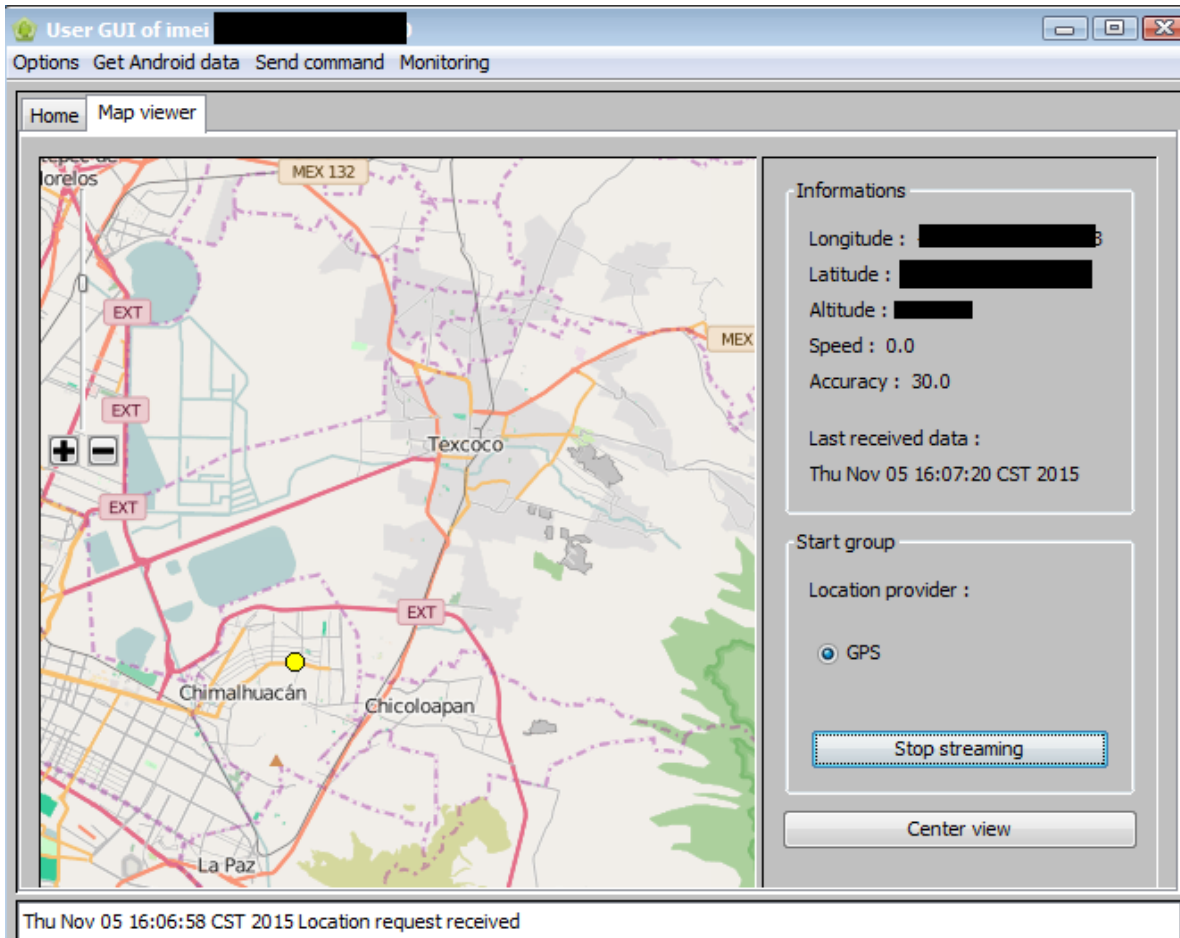 User GUI of imei
Options Get Android data Send command Monitoring
Home Map viewer
MEX 132
EXT
MEX
EXT
Texcoco
EXT
EXT
Chimalhuacán
Chicoloapan
La Paz
Informations
Longitude :
Latitude :
Altitude :
Speed : 0.0
Accuracy : 30.0
Last received data :
Thu Nov 05 16:07:20 CST 2015
Start group
Location provider :
GPS
Stop streaming
Center view
Thu Nov 05 16:06:58 CST 2015 Location request received